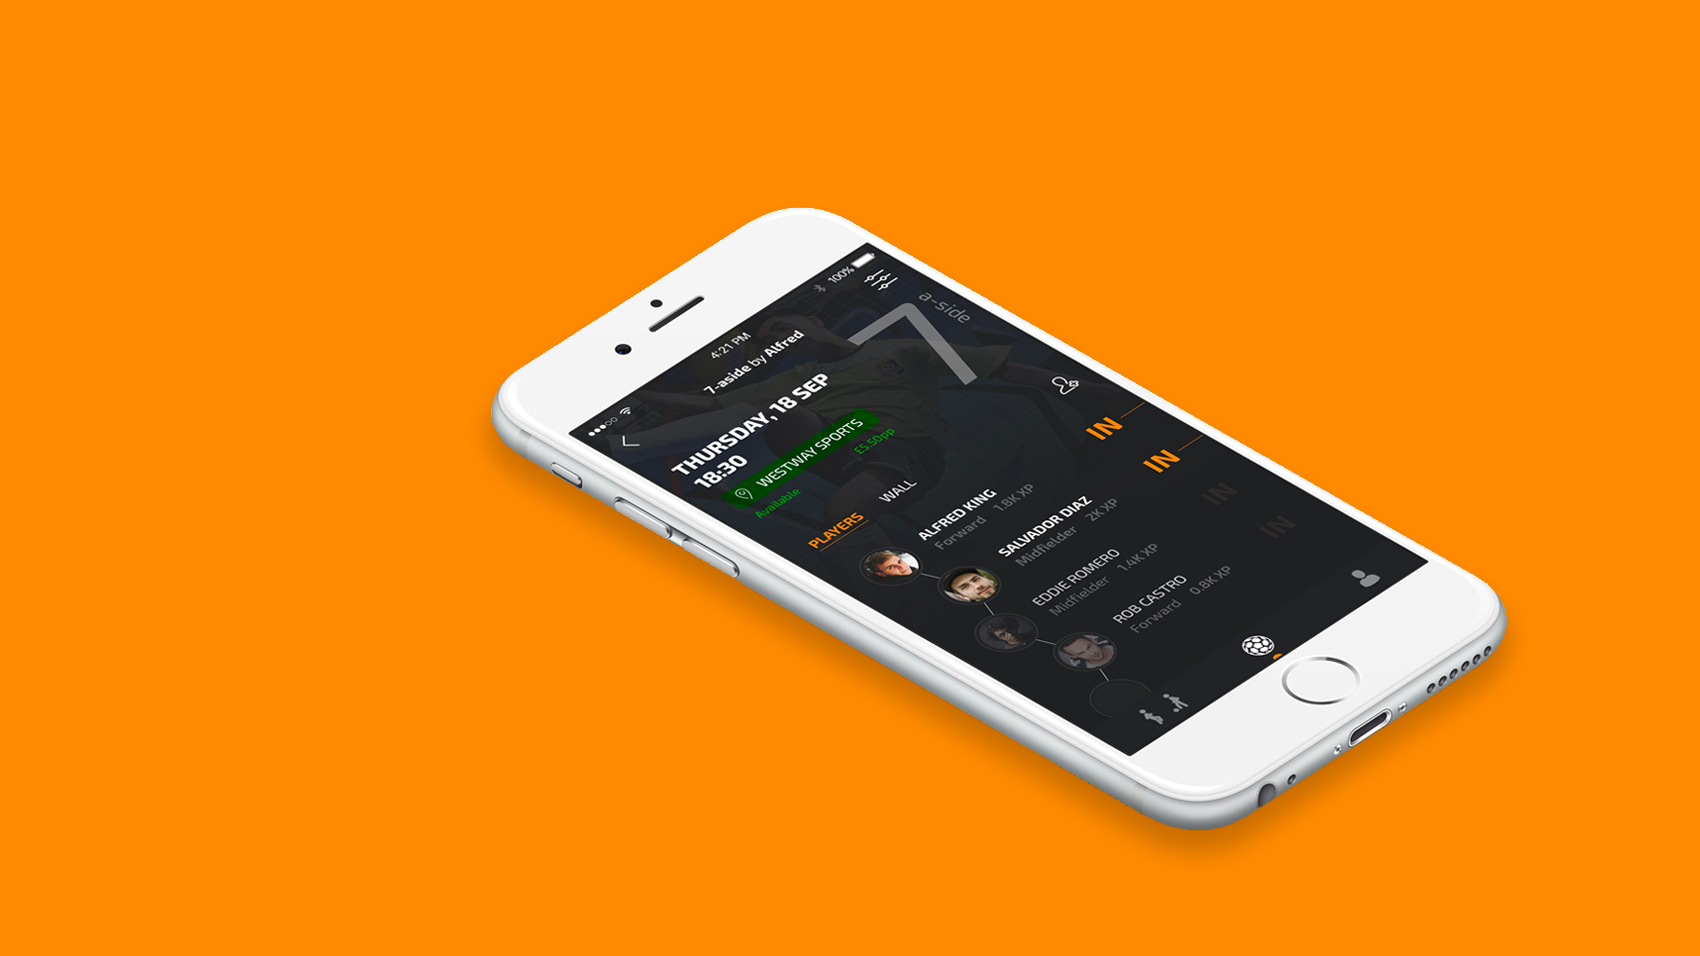 4:21 PM
100%
7-aside by Alfred
7
a-side
THURSDAY, 18 SEP
18:30
WESTWAY SPORTS
Available
£5.50pp
PLAYERS
WALL
ALFRED KING
Forward 1.8K XP
IN
SALVADOR DIAZ
Midfielder 2K XP
IN
EDDIE ROMERO
Midfielder 1.4K XP
IN
ROB CASTRO
Forward 0.8K XP
IN